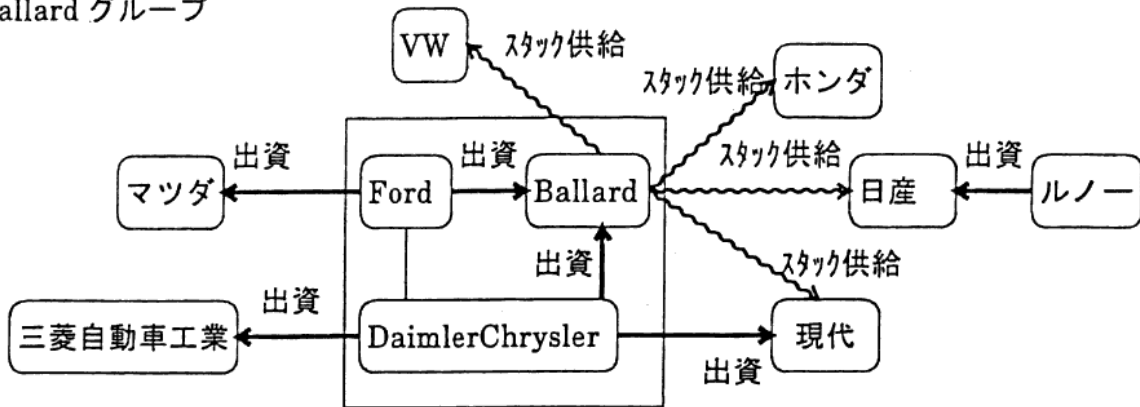 allard グループ
VW
スタック供給
スタック供給
ホンダ
出資
出資
スタック供給
出資
マツダ
Ford
Ballard
日産
ルノー
出資
スタック供給
出資
三菱自動車工業
DaimlerChrysler
現代
出資